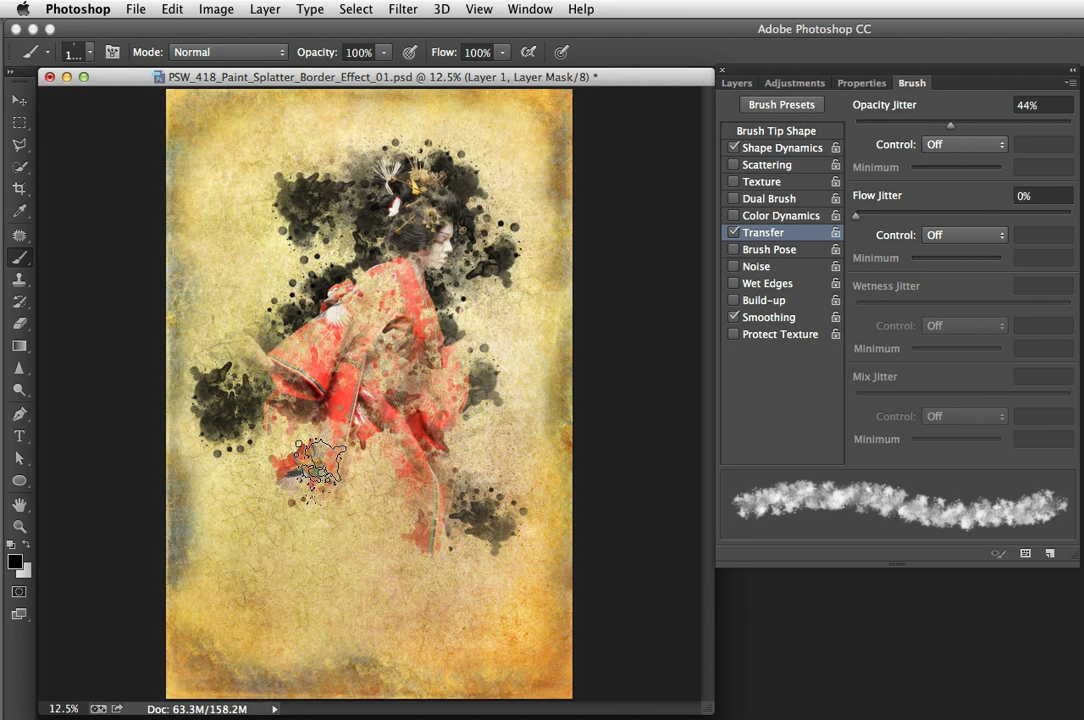 Photoshop File Edit Image Layer Type Select Filter 3D View Window Help
Adobe Photoshop CC
1... Mode: Normal Opacity: 100% Flow: 100%
PSW_418_Paint_Splatter_Border_Effect_01.psd @ 12.5% (Layer 1, Layer Mask/8) *
Layers Adjustments Properties Brush
Brush Presets
Brush Tip Shape
Shape Dynamics
Scattering
Texture
Dual Brush
Color Dynamics
Transfer
Brush Pose
Noise
Wet Edges
Build-up
Smoothing
Protect Texture
Opacity Jitter 44%
Control: Off
Minimum
Flow Jitter 0%
Control: Off
Minimum
Wetness Jitter
Control: Off
Minimum
Mix Jitter
Control: Off
Minimum
12.5% Doc: 63.3M/158.2M